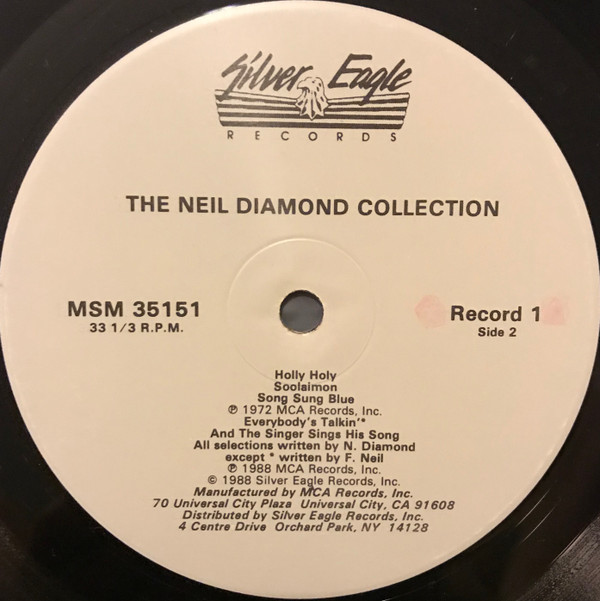 Silver Eagle
RECORDS
THE NEIL DIAMOND COLLECTION
MSM 35151
33 1/3 R.P.M.
Record 1
Side 2
Holly Holy
Soolaimon
Song Sung Blue
℗ 1972 MCA Records, Inc.
Everybody's Talkin'*
And The Singer Sings His Song
All selections written by N. Diamond
except * written by F. Neil
℗ 1988 MCA Records, Inc.
© 1988 Silver Eagle Records, Inc.
Manufactured by MCA Records, Inc.
70 Universal City Plaza Universal City, CA 91608
Distributed by Silver Eagle Records, Inc.
4 Centre Drive Orchard Park, NY 14128